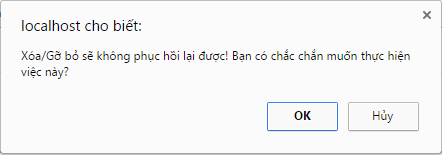 localhost cho biết:
Xóa/Gỡ bỏ sẽ không phục hồi lại được! Bạn có chắc chắn muốn thực hiện
việc này?
OK Hủy